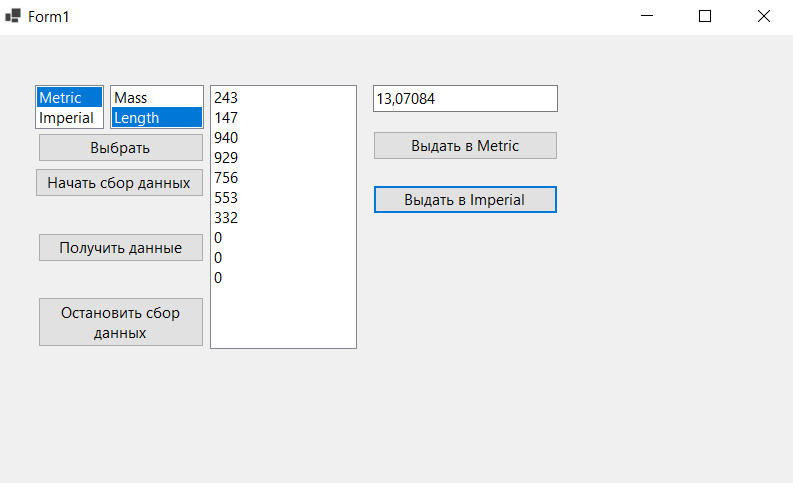 Form1
Metric
Imperial
Mass
Length
Выбрать
Начать сбор данных
Получить данные
Остановить сбор
данных
243
147
940
929
756
553
332
0
0
0
13,07084
Выдать в Metric
Выдать в Imperial